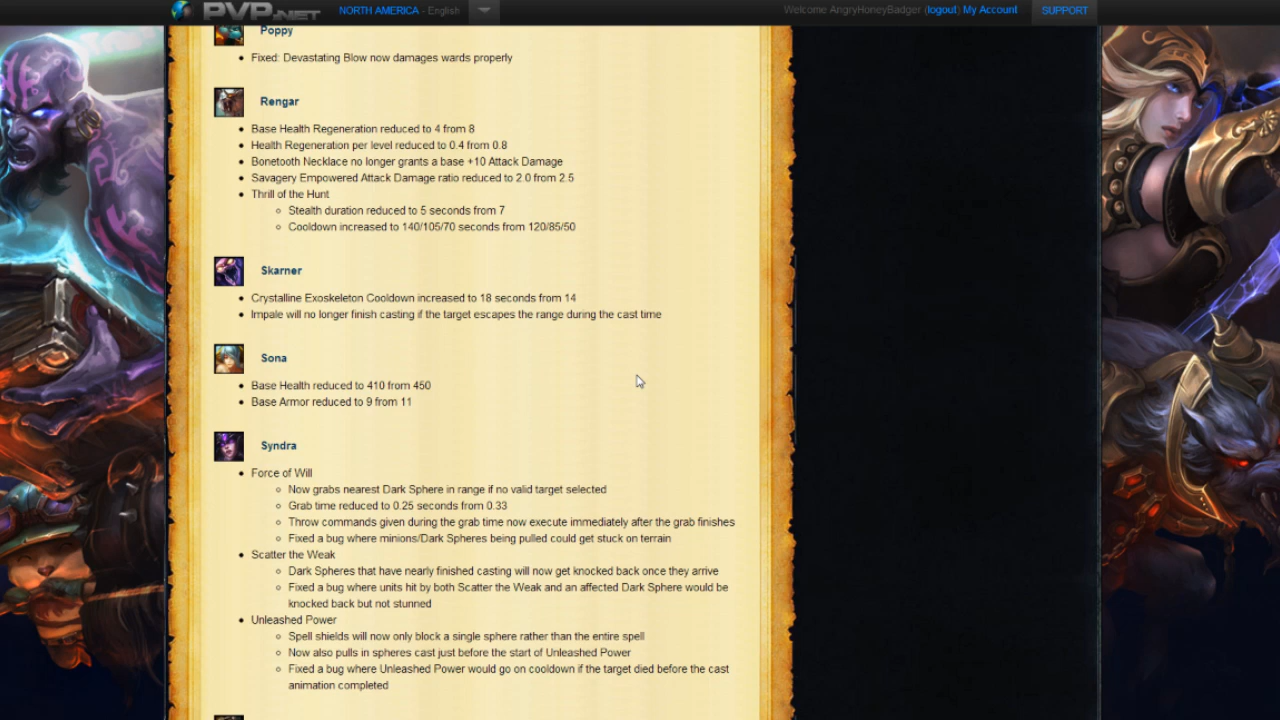 PVP.NET NORTH AMERICA - English Welcome AngryHoneyBadger (logout) My Account SUPPORT
Poppy
Fixed: Devastating Blow now damages wards properly
Rengar
Base Health Regeneration reduced to 4 from 8
Health Regeneration per level reduced to 0.4 from 0.8
Bonetooth Necklace no longer grants a base +10 Attack Damage
Savagery Empowered Attack Damage ratio reduced to 2.0 from 2.5
Thrill of the Hunt
Stealth duration reduced to 5 seconds from 7
Cooldown increased to 140/105/70 seconds from 120/85/50
Skarner
Crystalline Exoskeleton Cooldown increased to 18 seconds from 14
Impale will no longer finish casting if the target escapes the range during the cast time
Sona
Base Health reduced to 410 from 450
Base Armor reduced to 9 from 11
Syndra
Force of Will
Now grabs nearest Dark Sphere in range if no valid target selected
Grab time reduced to 0.25 seconds from 0.33
Throw commands given during the grab time now execute immediately after the grab finishes
Fixed a bug where minions/Dark Spheres being pulled could get stuck on terrain
Scatter the Weak
Dark Spheres that have nearly finished casting will now get knocked back once they arrive
Fixed a bug where units hit by both Scatter the Weak and an affected Dark Sphere would be
knocked back but not stunned
Unleashed Power
Spell shields will now only block a single sphere rather than the entire spell
Now also pulls in spheres cast just before the start of Unleashed Power
Fixed a bug where Unleashed Power would go on cooldown if the target died before the cast
animation completed